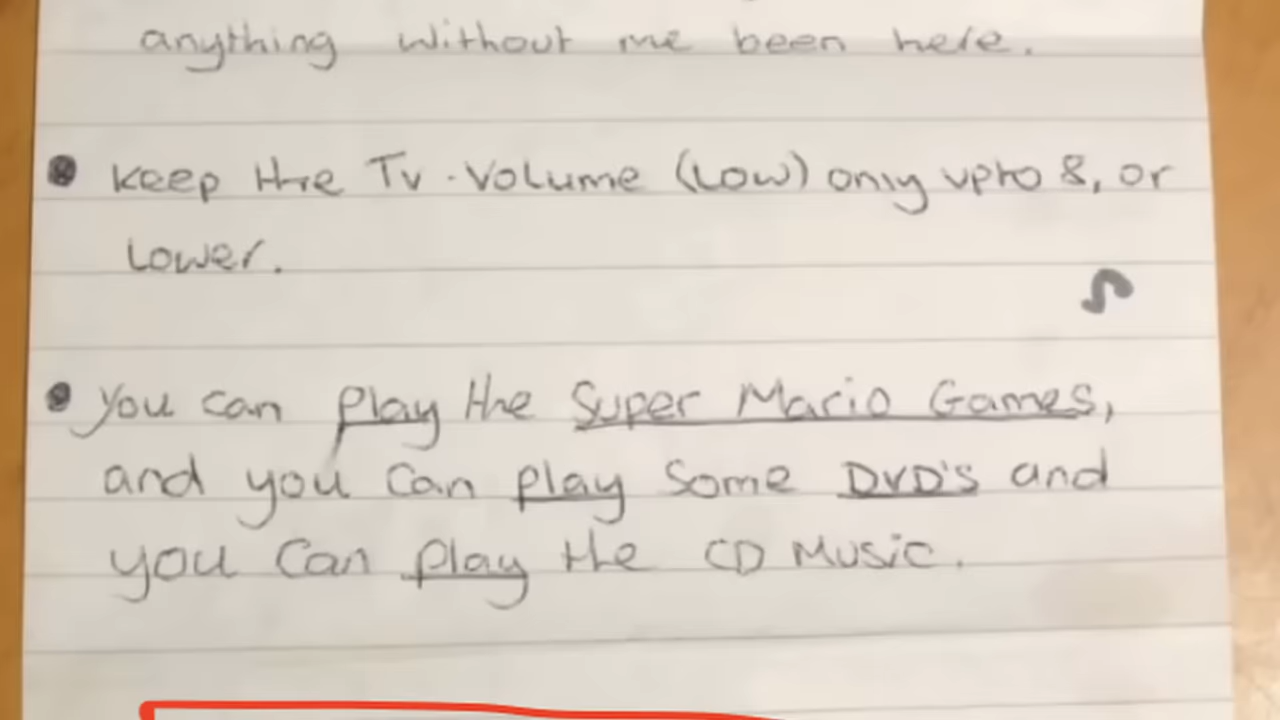 anything without me been here.
• Keep the Tv. Volume (Low) only upto 8, or
Lower.
• You can play the Super Mario Games,
and you can play some DVD's and
you can play the CD Music.